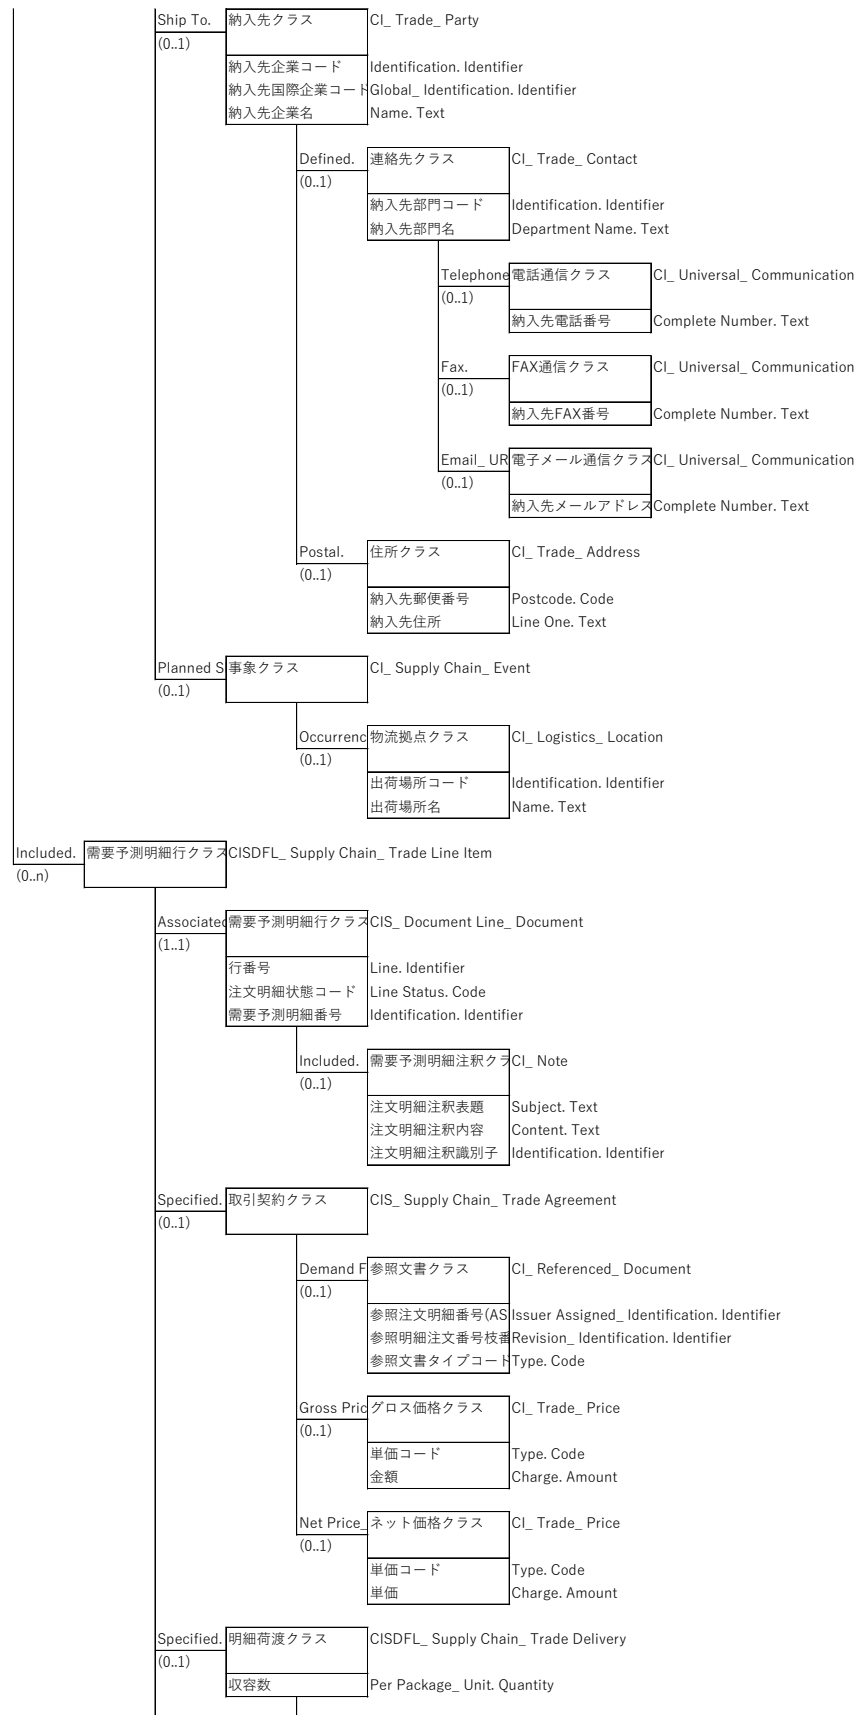 Ship To. 納入先クラス CI_ Trade_ Party
(0..1)
納入先企業コード Identification. Identifier
納入先国際企業コード Global_ Identification. Identifier
納入先企業名 Name. Text
Defined. 連絡先クラス CI_ Trade_ Contact
(0..1)
納入先部門コード Identification. Identifier
納入先部門名 Department Name. Text
Telephone 電話通信クラス CI_ Universal_ Communication
(0..1)
納入先電話番号 Complete Number. Text
Fax. FAX通信クラス CI_ Universal_ Communication
(0..1)
納入先FAX番号 Complete Number. Text
Email_ UR 電子メール通信クラス CI_ Universal_ Communication
(0..1)
納入先メールアドレス Complete Number. Text
Postal. 住所クラス CI_ Trade_ Address
(0..1)
納入先郵便番号 Postcode. Code
納入先住所 Line One. Text
Planned S 事象クラス CI_ Supply Chain_ Event
(0..1)
Occurrenc 物流拠点クラス CI_ Logistics_ Location
(0..1)
出荷場所コード Identification. Identifier
出荷場所名 Name. Text
Included. 需要予測明細行クラス CISDFL_ Supply Chain_ Trade Line Item
(0..n)
Associated 需要予測明細行クラス CIS_ Document Line_ Document
(1..1)
行番号 Line. Identifier
注文明細状態コード Line Status. Code
需要予測明細番号 Identification. Identifier
Included. 需要予測明細注釈クラ CI_ Note
(0..1)
注文明細注釈表題 Subject. Text
注文明細注釈内容 Content. Text
注文明細注釈識別子 Identification. Identifier
Specified. 取引契約クラス CIS_ Supply Chain_ Trade Agreement
(0..1)
Demand F 参照文書クラス CI_ Referenced_ Document
(0..1)
参照注文明細番号(AS Issuer Assigned_ Identification. Identifier
参照明細注文番号枝番 Revision_ Identification. Identifier
参照文書タイプコード Type. Code
Gross Pric グロス価格クラス CI_ Trade_ Price
(0..1)
単価コード Type. Code
金額 Charge. Amount
Net Price_ ネット価格クラス CI_ Trade_ Price
(0..1)
単価コード Type. Code
単価 Charge. Amount
Specified. 明細荷渡クラス CISDFL_ Supply Chain_ Trade Delivery
(0..1)
収容数 Per Package_ Unit. Quantity